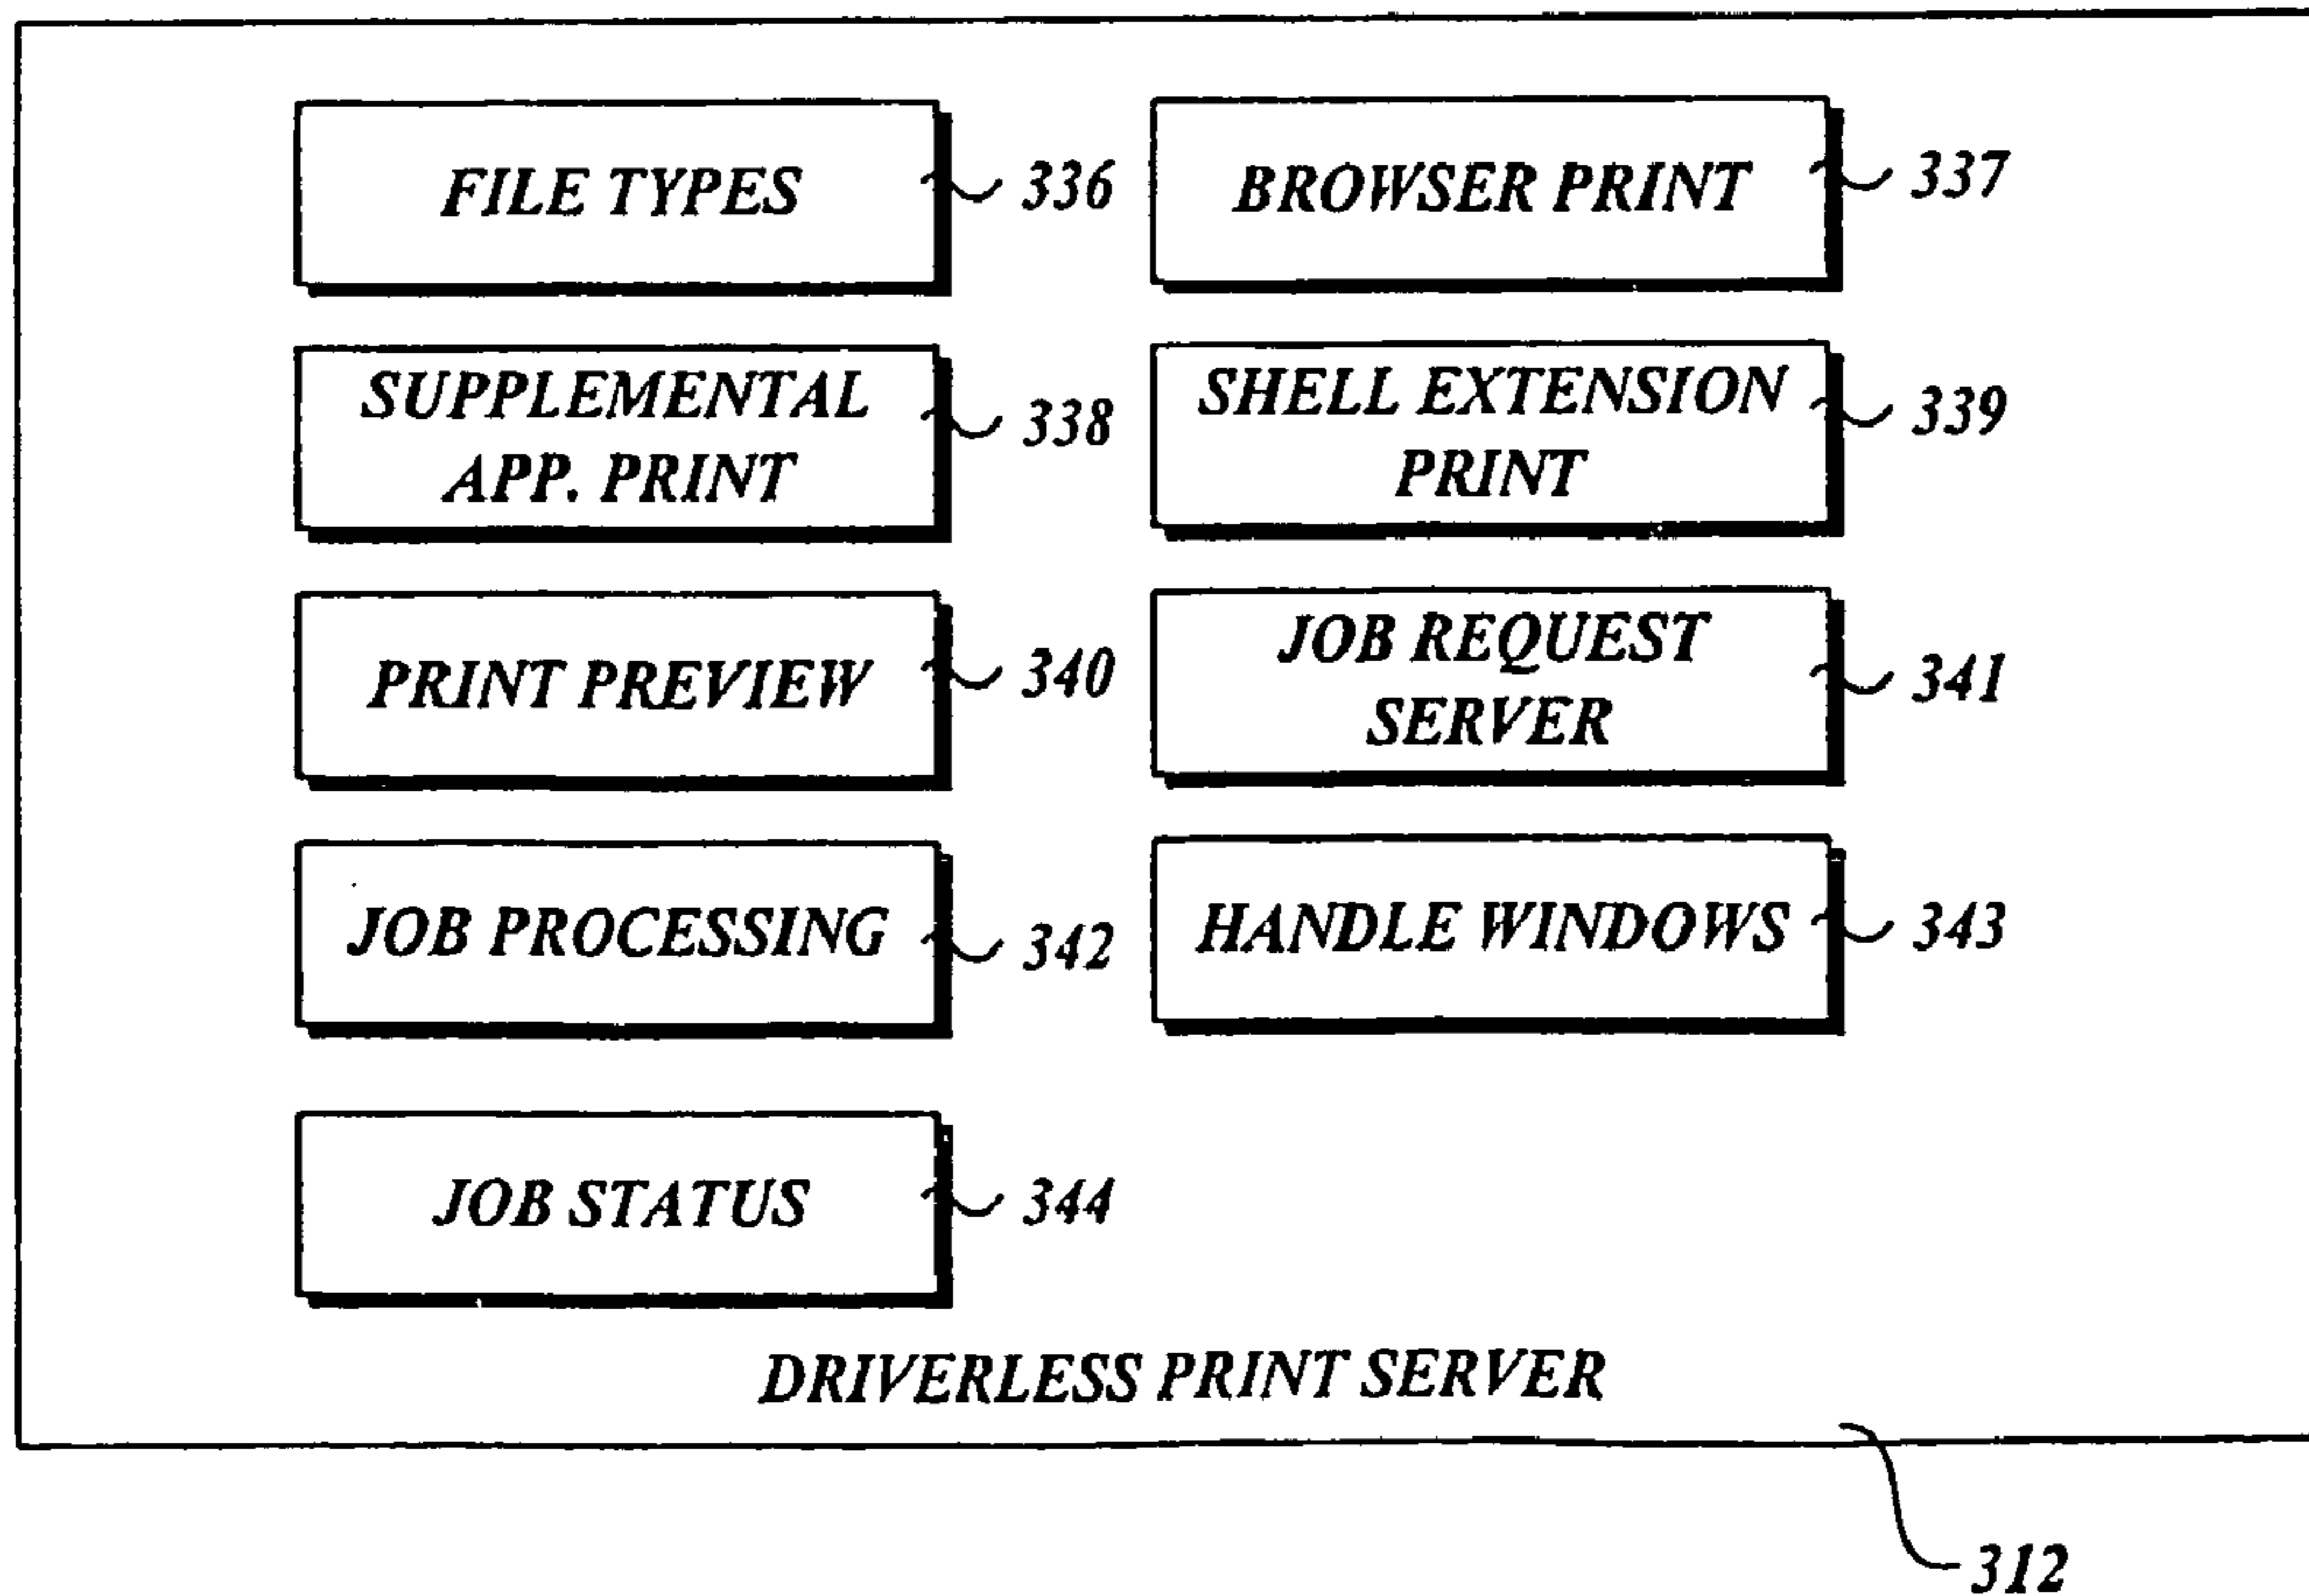 FILE TYPES
336
BROWSER PRINT
337
SUPPLEMENTAL
APP. PRINT
338
SHELL EXTENSION
PRINT
339
PRINT PREVIEW
340
JOB REQUEST
SERVER
341
JOB PROCESSING
342
HANDLE WINDOWS
343
JOB STATUS
344
DRIVERLESS PRINT SERVER
312